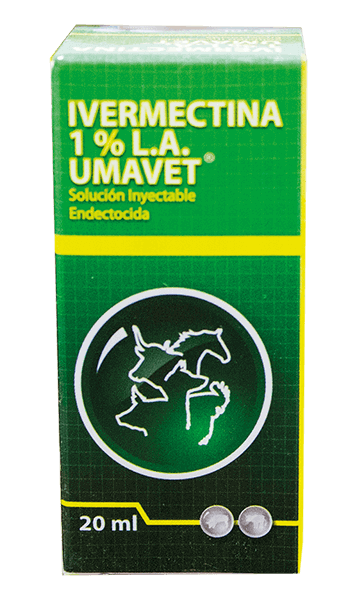 IVERMECTINA
1 % L.A.
UMAVET®
Solución Inyectable
Endectocida
20 ml